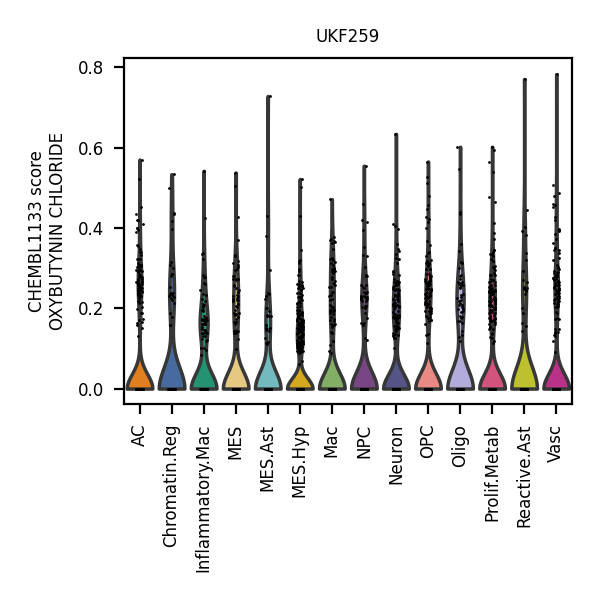 UKF259
CHEMBL1133 score
OXYBUTYNIN CHLORIDE
0.8
0.6
0.4
0.2
0.0
AC
Chromatin.Reg
Inflammatory.Mac
MES
MES.Ast
MES.Hyp
Mac
NPC
Neuron
OPC
Oligo
Prolif.Metab
Reactive.Ast
Vasc